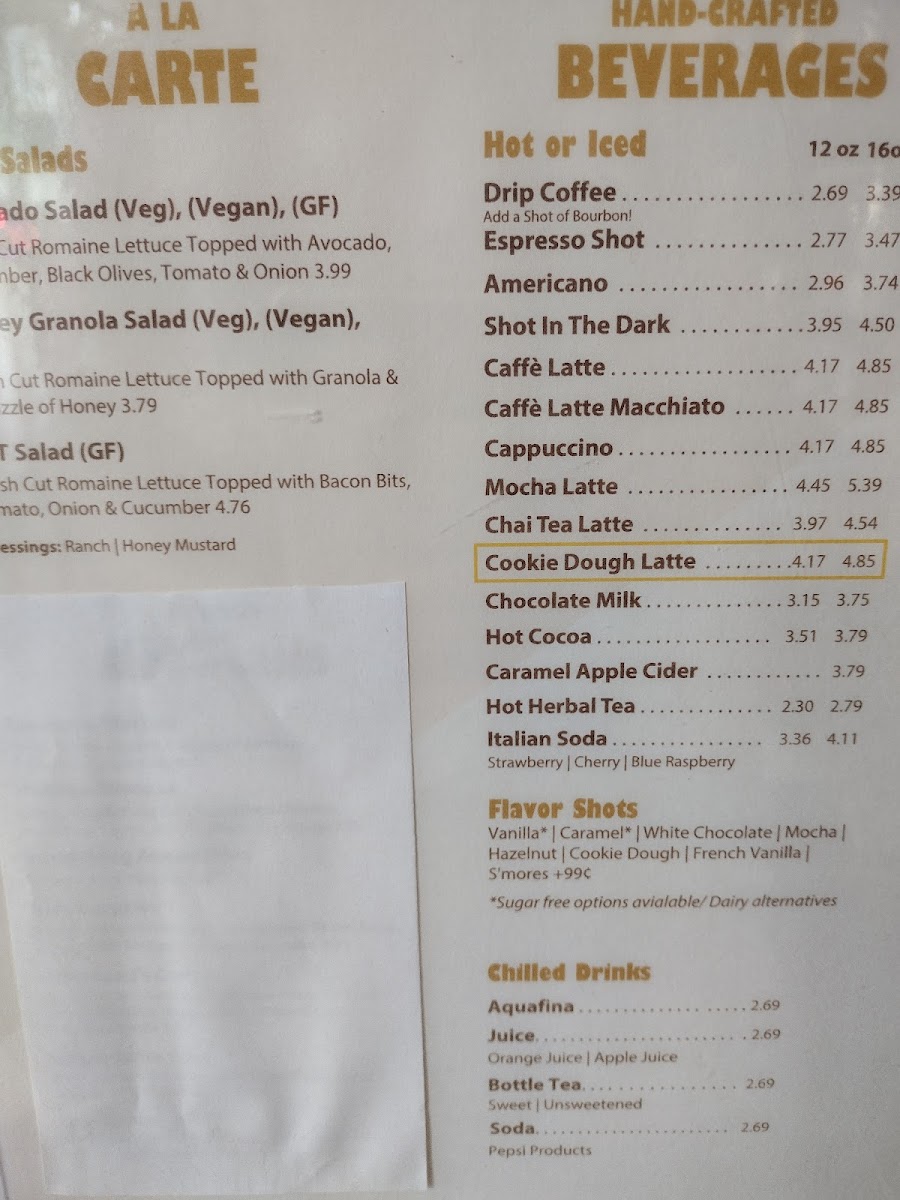 À LA
CARTE
Salads
Salad (Veg), (Vegan), (GF)
Cut Romaine Lettuce Topped with Avocado,
Black Olives, Tomato & Onion 3.99
Granola Salad (Veg), (Vegan),
Cut Romaine Lettuce Topped with Granola &
of Honey 3.79
Salad (GF)
Cut Romaine Lettuce Topped with Bacon Bits,
Onion & Cucumber 4.76
Ranch | Honey Mustard
HAND-CRAFTED
BEVERAGES
Hot or Iced 12 oz 16o
Drip Coffee.................. 2.69 3.39
Add a Shot of Bourbon!
Espresso Shot ............... 2.77 3.47
Americano .................. 2.96 3.74
Shot In The Dark ............3.95 4.50
Caffè Latte................... 4.17 4.85
Caffè Latte Macchiato ...... 4.17 4.85
Cappuccino.................. 4.17 4.85
Mocha Latte ................ 4.45 5.39
Chai Tea Latte .............. 3.97 4.54
Cookie Dough Latte .........4.17 4.85
Chocolate Milk..............3.15 3.75
Hot Cocoa................... 3.51 3.79
Caramel Apple Cider ............ 3.79
Hot Herbal Tea.............. 2.30 2.79
Italian Soda................ 3.36 4.11
Strawberry | Cherry | Blue Raspberry
Flavor Shots
Vanilla* | Caramel* | White Chocolate | Mocha |
Hazelnut | Cookie Dough | French Vanilla |
S'mores +99¢
*Sugar free options avialable/ Dairy alternatives
Chilled Drinks
Aquafina..................... 2.69
Juice.........................2.69
Orange Juice | Apple Juice
Bottle Tea................. 2.69
Sweet | Unsweetened
Soda....................... 2.69
Pepsi Products